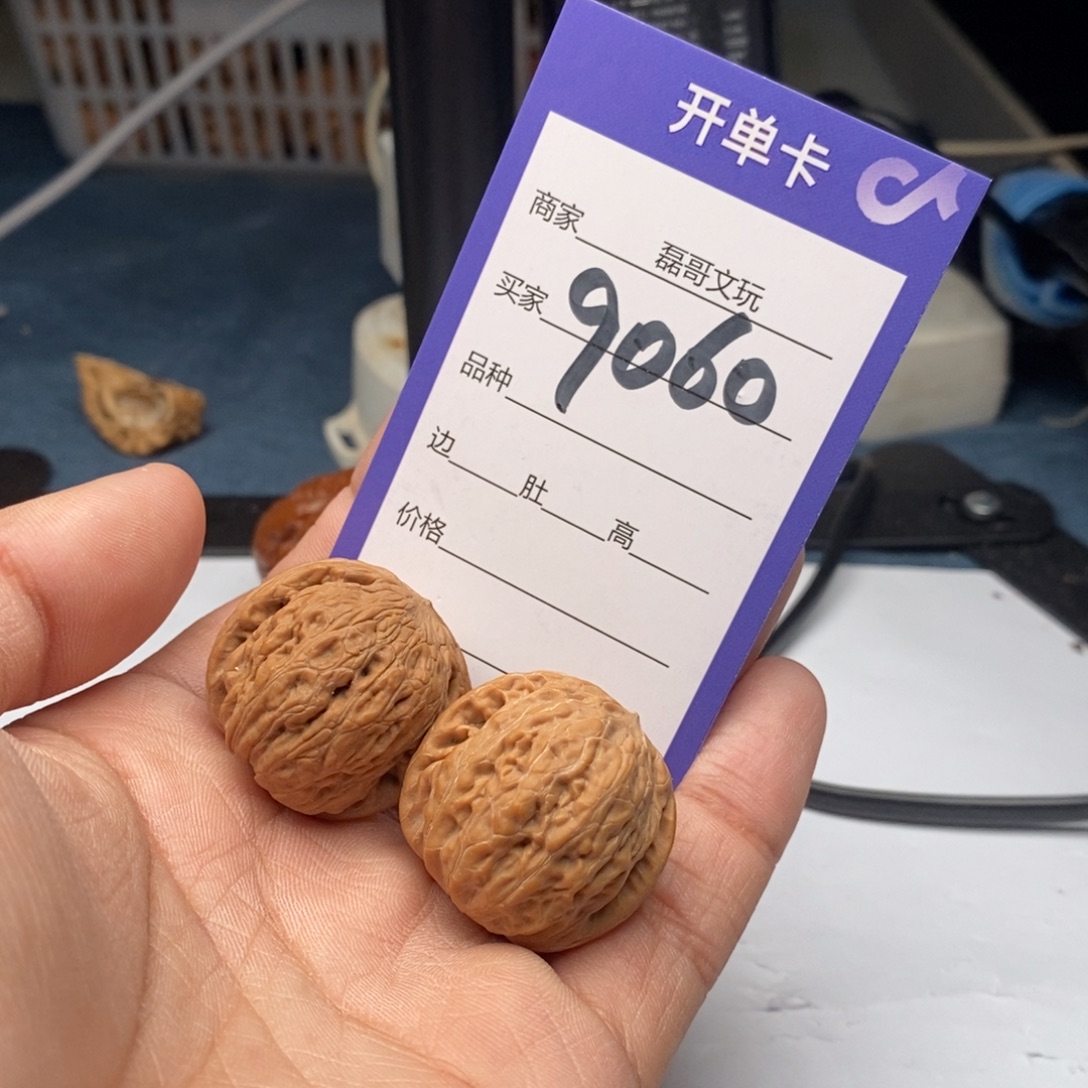 开单卡
商家 磊哥文玩
买家 9060
品种
边 肚 高
价格